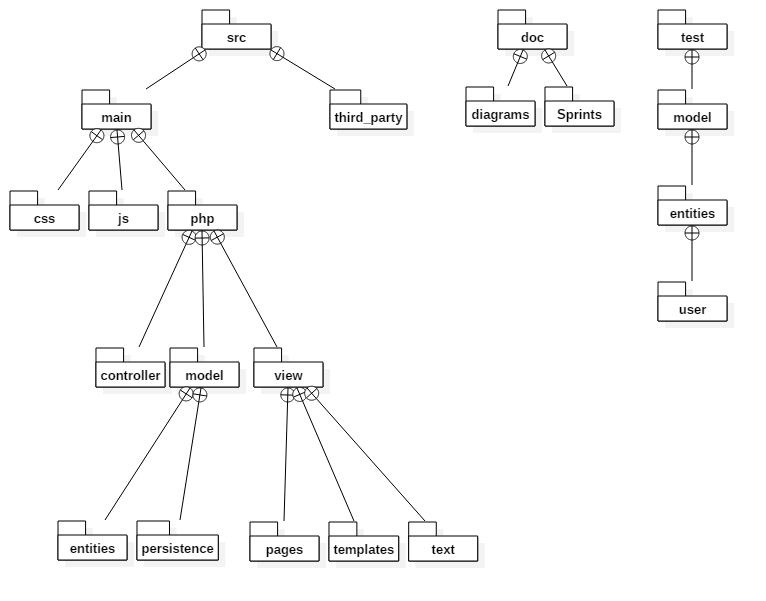 src
doc
test
main
third_party
diagrams
Sprints
model
css
js
php
entities
user
controller
model
view
entities
persistence
pages
templates
text